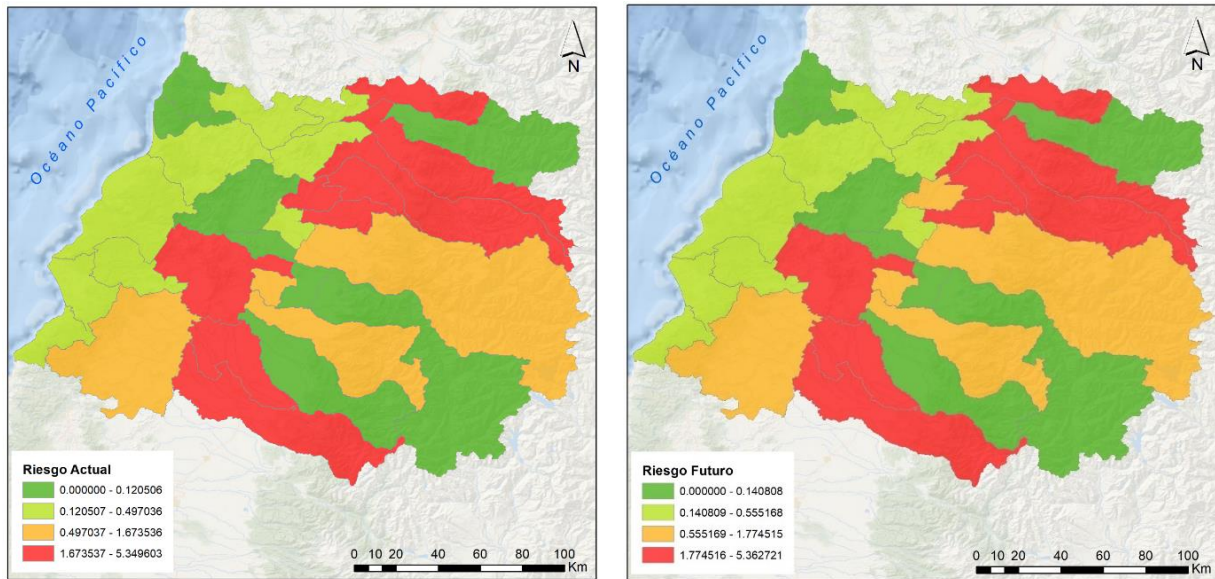 Océano Pacífico
N
Riesgo Actual
0.000000 - 0.120506
0.120507 - 0.497036
0.497037 - 1.673536
1.673537 - 5.349603
0 10 20 40 60 80 100
Km
Océano Pacífico
N
Riesgo Futuro
0.000000 - 0.140808
0.140809 - 0.555168
0.555169 - 1.774515
1.774516 - 5.362721
0 10 20 40 60 80 100
Km